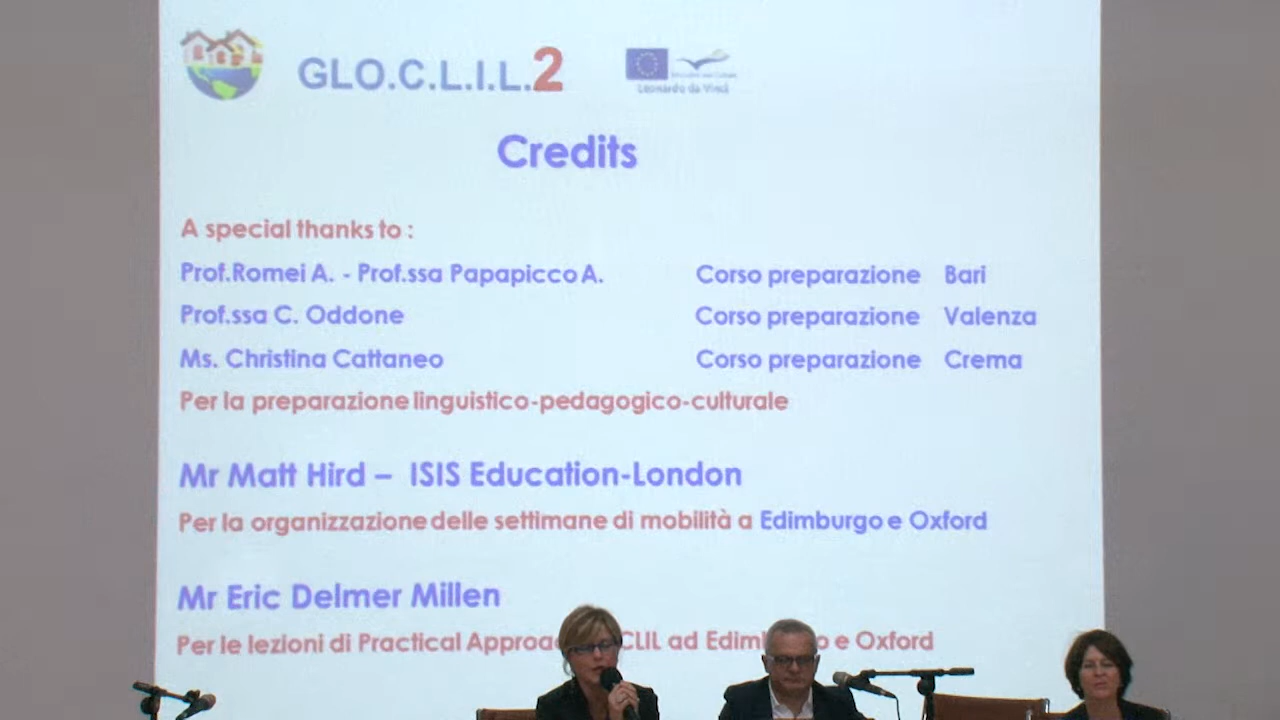 GLO.C.L.I.L.2
Leonardo da Vinci
Credits
A special thanks to :
Prof.Romei A. - Prof.ssa Papapicco A. Corso preparazione Bari
Prof.ssa C. Oddone Corso preparazione Valenza
Ms. Christina Cattaneo Corso preparazione Crema
Per la preparazione linguistico-pedagogico-culturale
Mr Matt Hird – ISIS Education-London
Per la organizzazione delle settimane di mobilità a Edimburgo e Oxford
Mr Eric Delmer Millen
Per le lezioni di Practical CLIL ad e Oxford